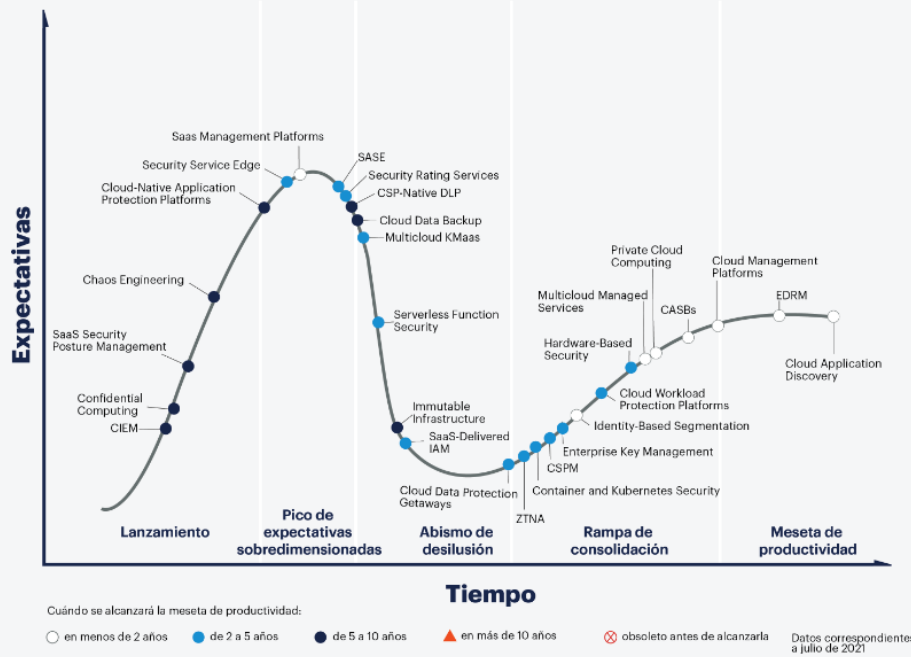 Expectativas
Saas Management Platforms
Security Service Edge
Cloud-Native Application
Protection Platforms
SASE
Security Rating Services
CSP-Native DLP
Cloud Data Backup
Multicloud KMaas
Chaos Engineering
SaaS Security
Posture Management
Confidential
Computing
CIEM
Serverless Function
Security
Immutable
Infrastructure
SaaS-Delivered
IAM
Cloud Data Protection
Getaways
ZTNA
Container and Kubernetes Security
CSPM
Enterprise Key Management
Identity-Based Segmentation
Cloud Workload
Protection Platforms
Hardware-Based
Security
Multicloud Managed
Services
Private Cloud
Computing
CASBs
Cloud Management
Platforms
EDRM
Cloud Application
Discovery
Lanzamiento
Pico de
expectativas
sobredimensionadas
Abismo de
desilusión
Rampa de
consolidación
Meseta de
productividad
Tiempo
Cuándo se alcanzará la meseta de productividad:
en menos de 2 años
de 2 a 5 años
de 5 a 10 años
en más de 10 años
obsoleto antes de alcanzarla
Datos correspondientes
a julio de 2021